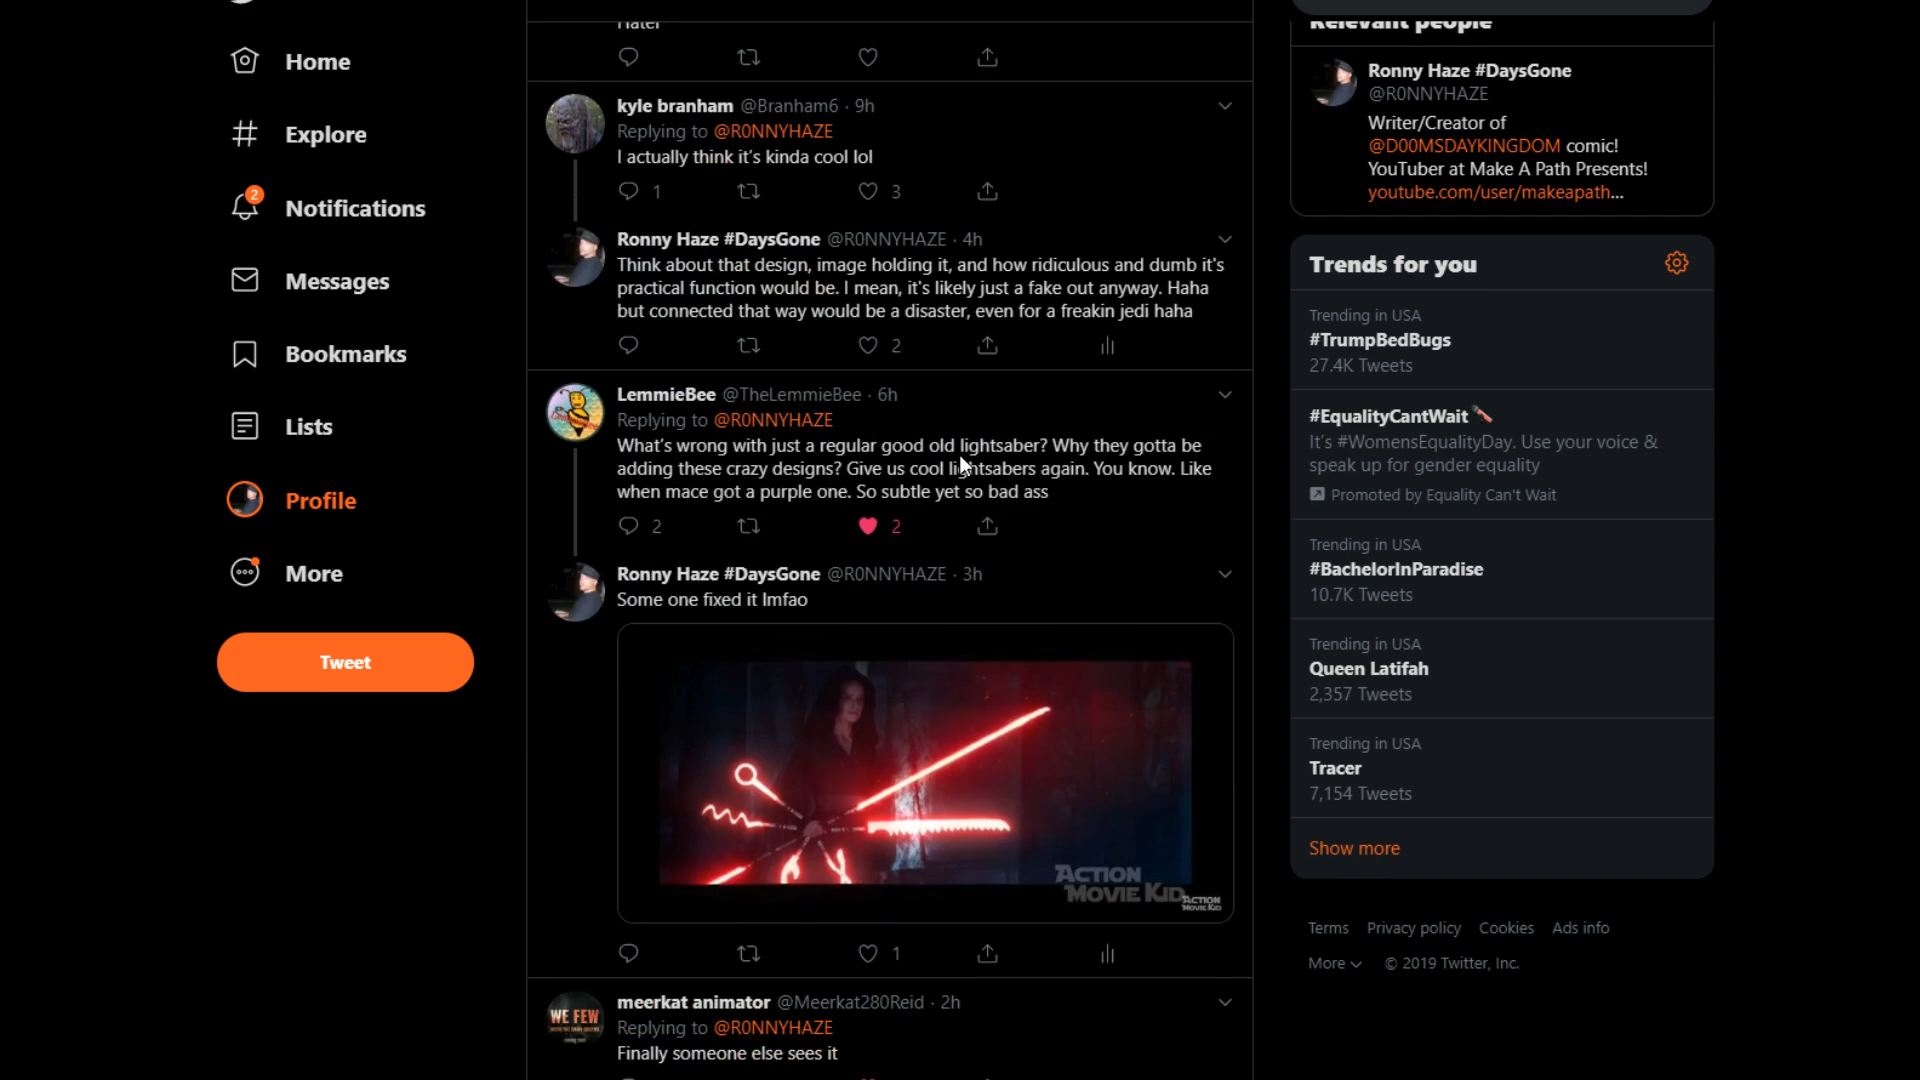 Home
Explore
2
Notifications
Messages
Bookmarks
Lists
Profile
More
Tweet
Hater
kyle branham @Branham6 · 9h
Replying to @R0NNYHAZE
I actually think it's kinda cool lol
1
3
Ronny Haze #DaysGone @R0NNYHAZE · 4h
Think about that design, image holding it, and how ridiculous and dumb it's
practical function would be. I mean, it's likely just a fake out anyway. Haha
but connected that way would be a disaster, even for a freakin jedi haha
2
LemmieBee @TheLemmieBee · 6h
Replying to @R0NNYHAZE
What's wrong with just a regular good old lightsaber? Why they gotta be
adding these crazy designs? Give us cool lightsabers again. You know. Like
when mace got a purple one. So subtle yet so bad ass
2
2
Ronny Haze #DaysGone @R0NNYHAZE · 3h
Some one fixed it lmfao
ACTION
MOVIE KID
ACTION
MOVIE KID
1
WE FEW
meerkat animator @Meerkat280Reid · 2h
Replying to @R0NNYHAZE
Finally someone else sees it
Relevant people
Ronny Haze #DaysGone
@R0NNYHAZE
Writer/Creator of
@D00MSDAYKINGDOM comic!
YouTuber at Make A Path Presents!
youtube.com/user/makeapath...
Trends for you
Trending in USA
#TrumpBedBugs
27.4K Tweets
#EqualityCantWait
It's #WomensEqualityDay. Use your voice &
speak up for gender equality
Promoted by Equality Can't Wait
Trending in USA
#BachelorInParadise
10.7K Tweets
Trending in USA
Queen Latifah
2,357 Tweets
Trending in USA
Tracer
7,154 Tweets
Show more
Terms Privacy policy Cookies Ads info
More © 2019 Twitter, Inc.